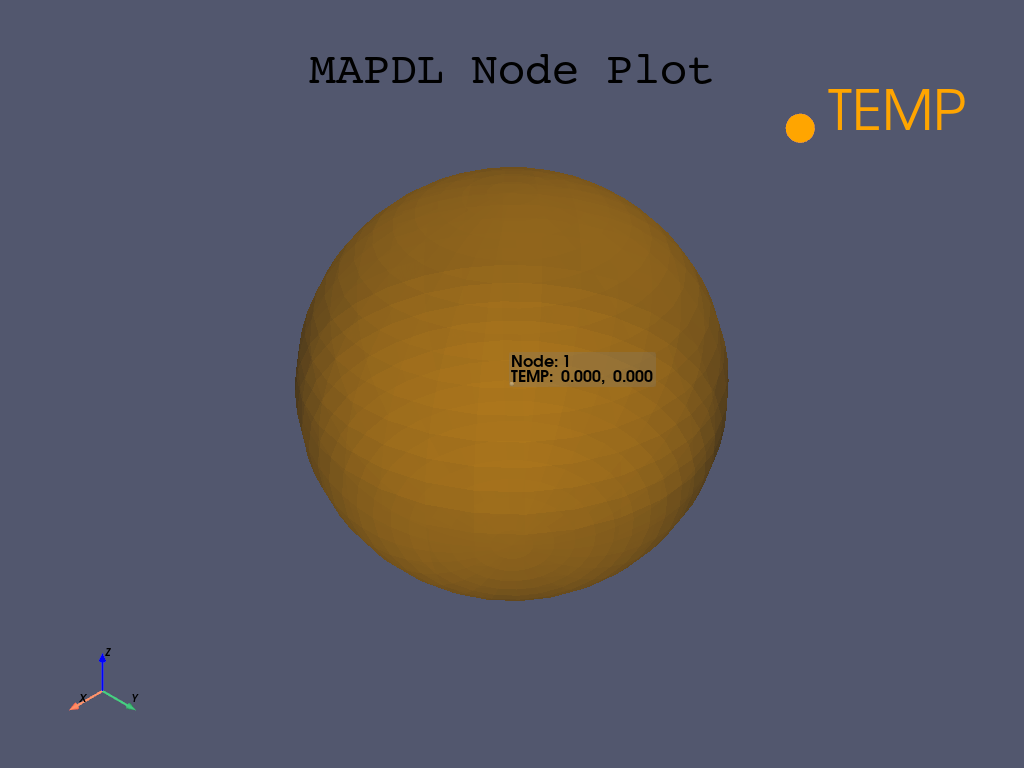 MAPDL Node Plot
TEMP
Node: 1
TEMP: 0.000, 0.000
Z
X
Y